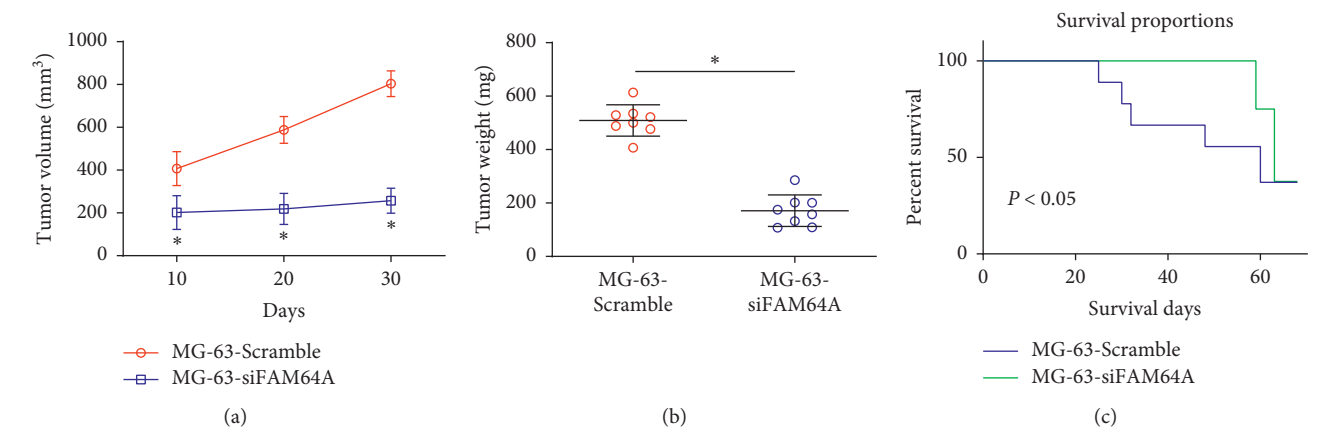 1000
800
600
400
200
0
Tumor volume (mm³)
*
*
*
10 20 30
Days
MG-63-Scramble
MG-63-siFAM64A
(a)
800
600
400
200
0
Tumor weight (mg)
*
MG-63-
Scramble
MG-63-
siFAM64A
(b)
Survival proportions
100
50
0
Percent survival
P < 0.05
0 20 40 60
Survival days
MG-63-Scramble
MG-63-siFAM64A
(c)